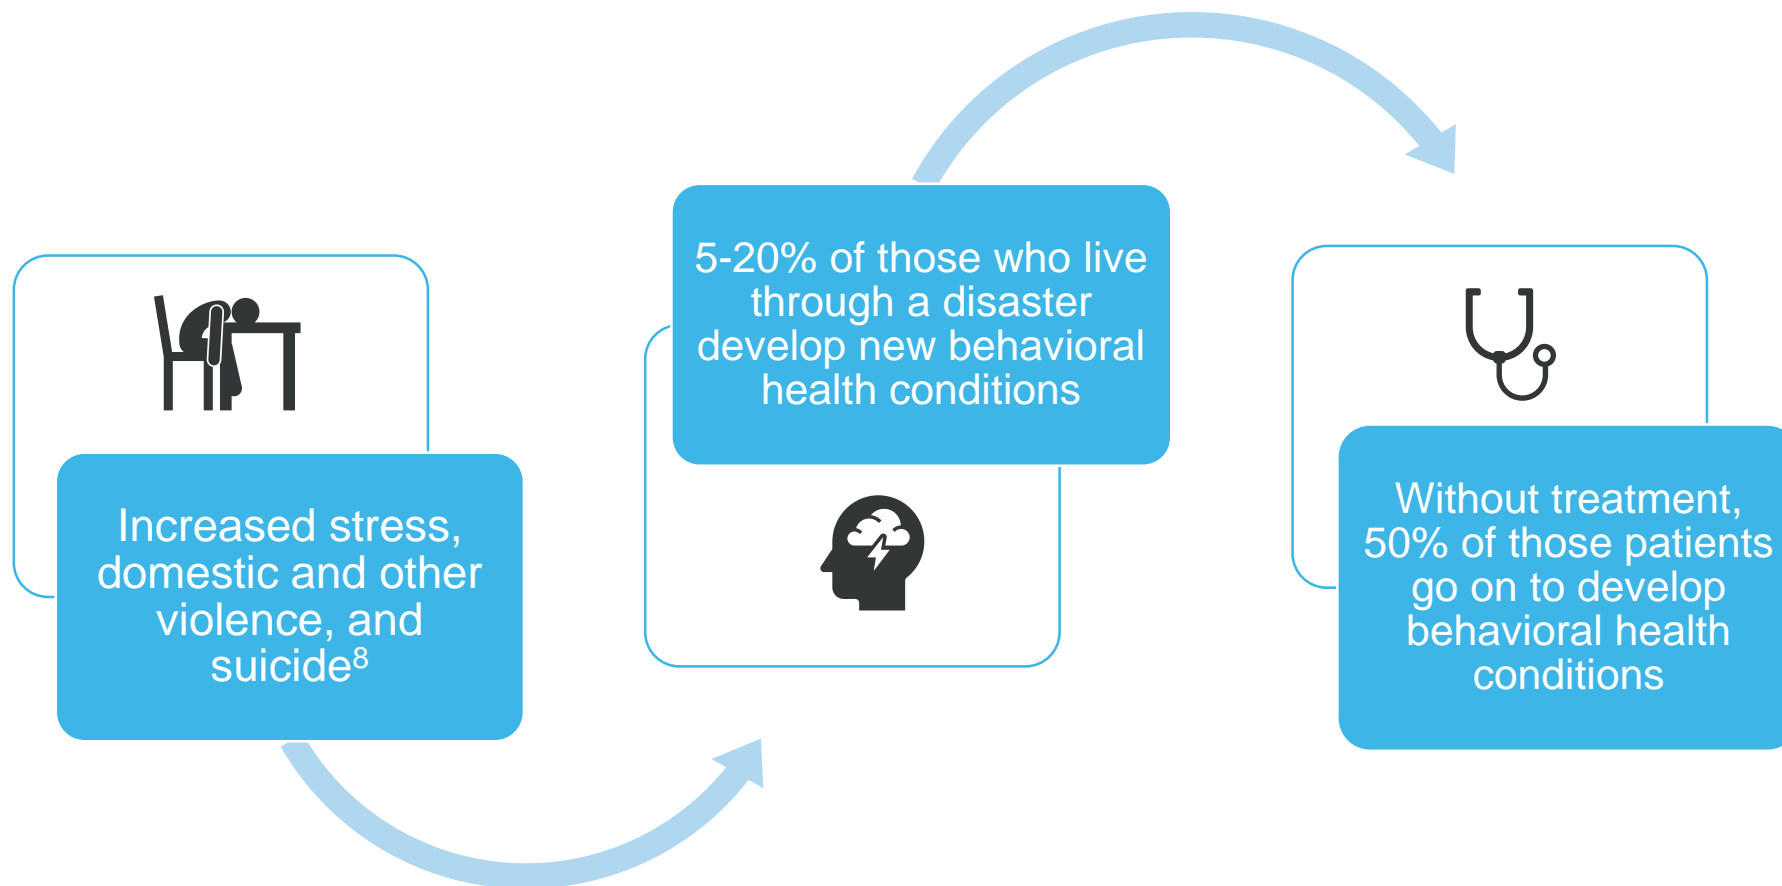 Increased stress,
domestic and other
violence, and
suicide⁸
5-20% of those who live
through a disaster
develop new behavioral
health conditions
Without treatment,
50% of those patients
go on to develop
behavioral health
conditions